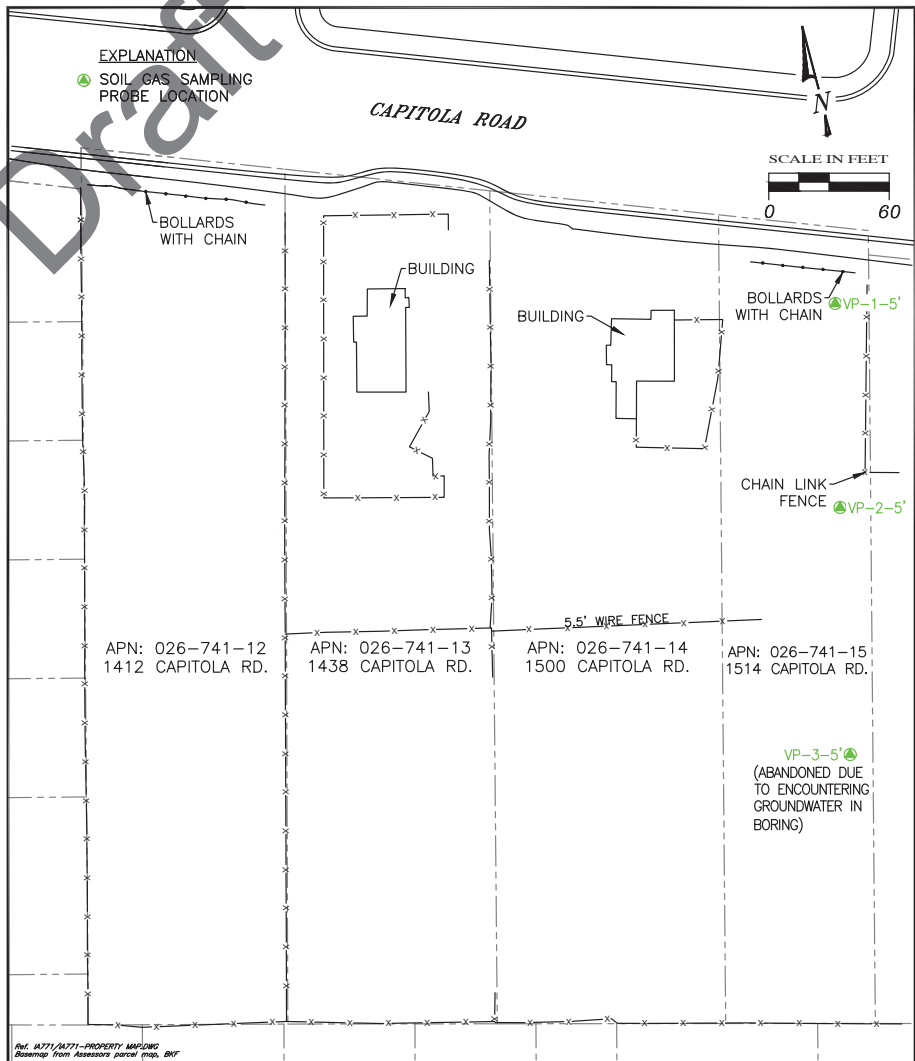 Draft
EXPLANATION
SOIL GAS SAMPLING
PROBE LOCATION
CAPITOLA ROAD
N
SCALE IN FEET
0 60
BOLLARDS
WITH CHAIN
BUILDING
BUILDING
BOLLARDS
WITH CHAIN
VP-1-5'
CHAIN LINK
FENCE
VP-2-5'
5.5' WIRE FENCE
APN: 026-741-12
1412 CAPITOLA RD.
APN: 026-741-13
1438 CAPITOLA RD.
APN: 026-741-14
1500 CAPITOLA RD.
APN: 026-741-15
1514 CAPITOLA RD.
VP-3-5'
(ABANDONED DUE
TO ENCOUNTERING
GROUNDWATER IN
BORING)
Ref. IA771/IA771-PROPERTY MAP.DWG
Basemap from Assessors parcel map, BKF